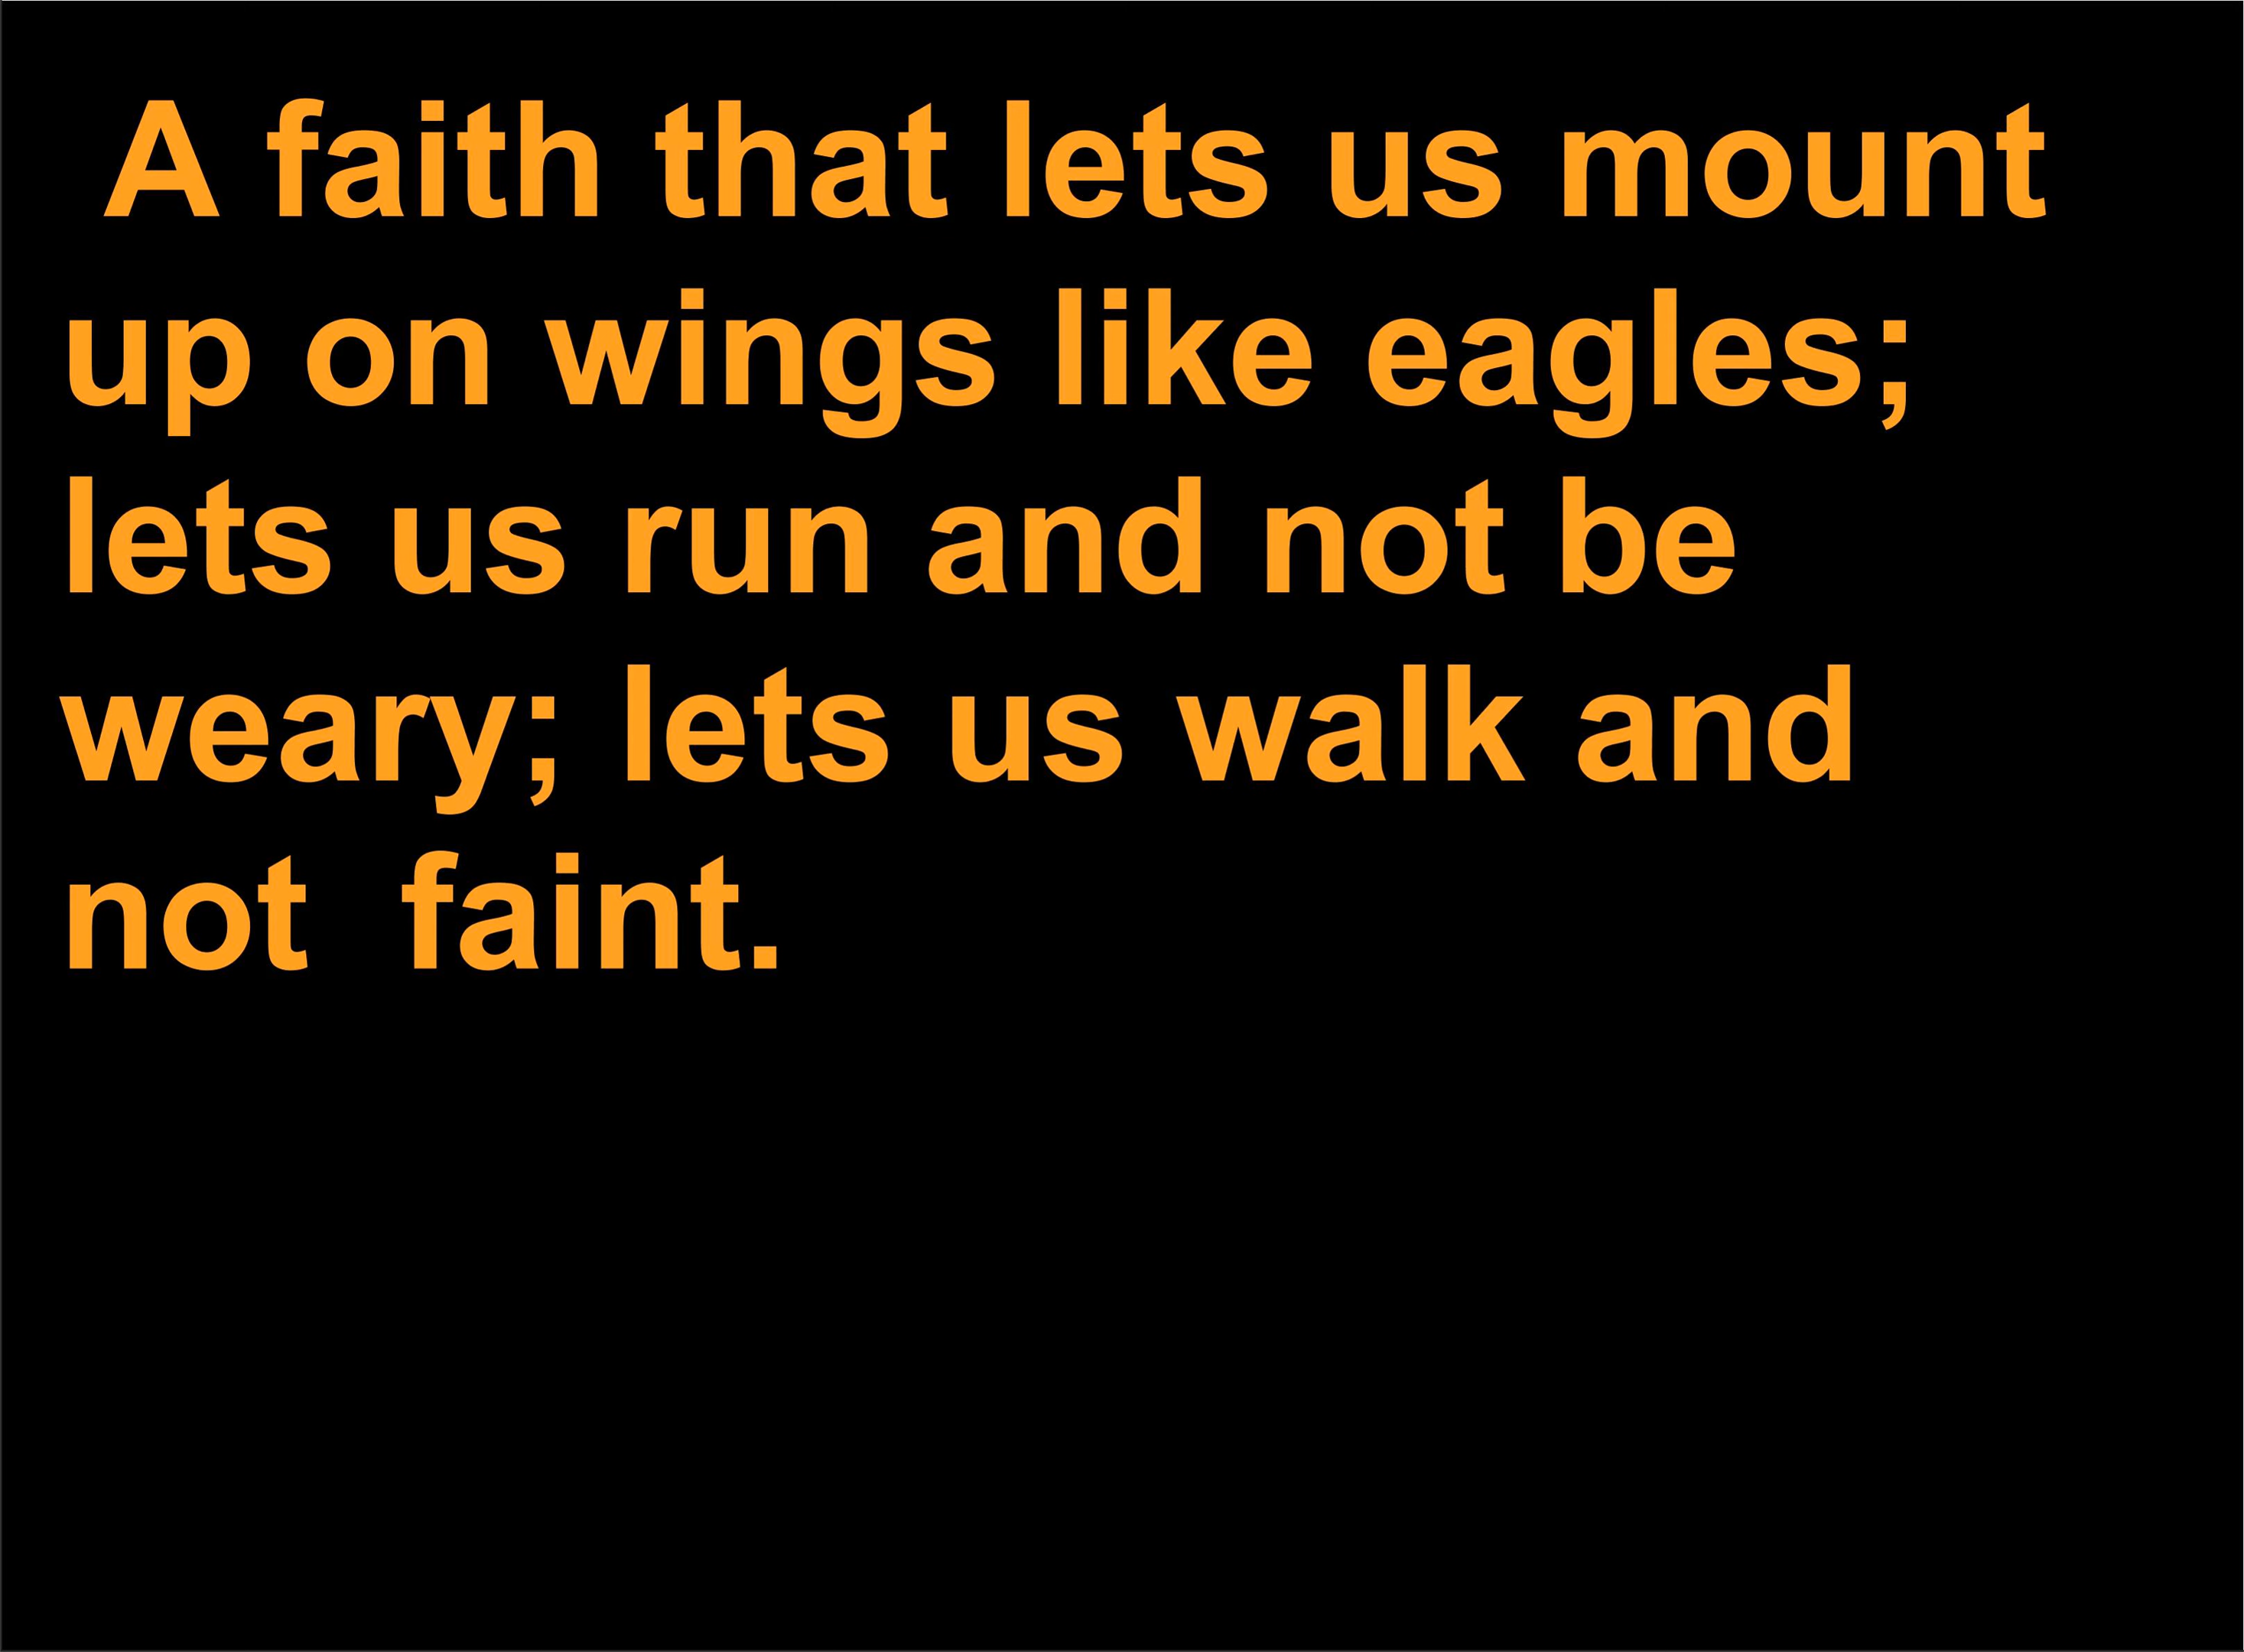 A faith that lets us mount
up on wings like eagles;
lets us run and not be
weary; lets us walk and
not faint.